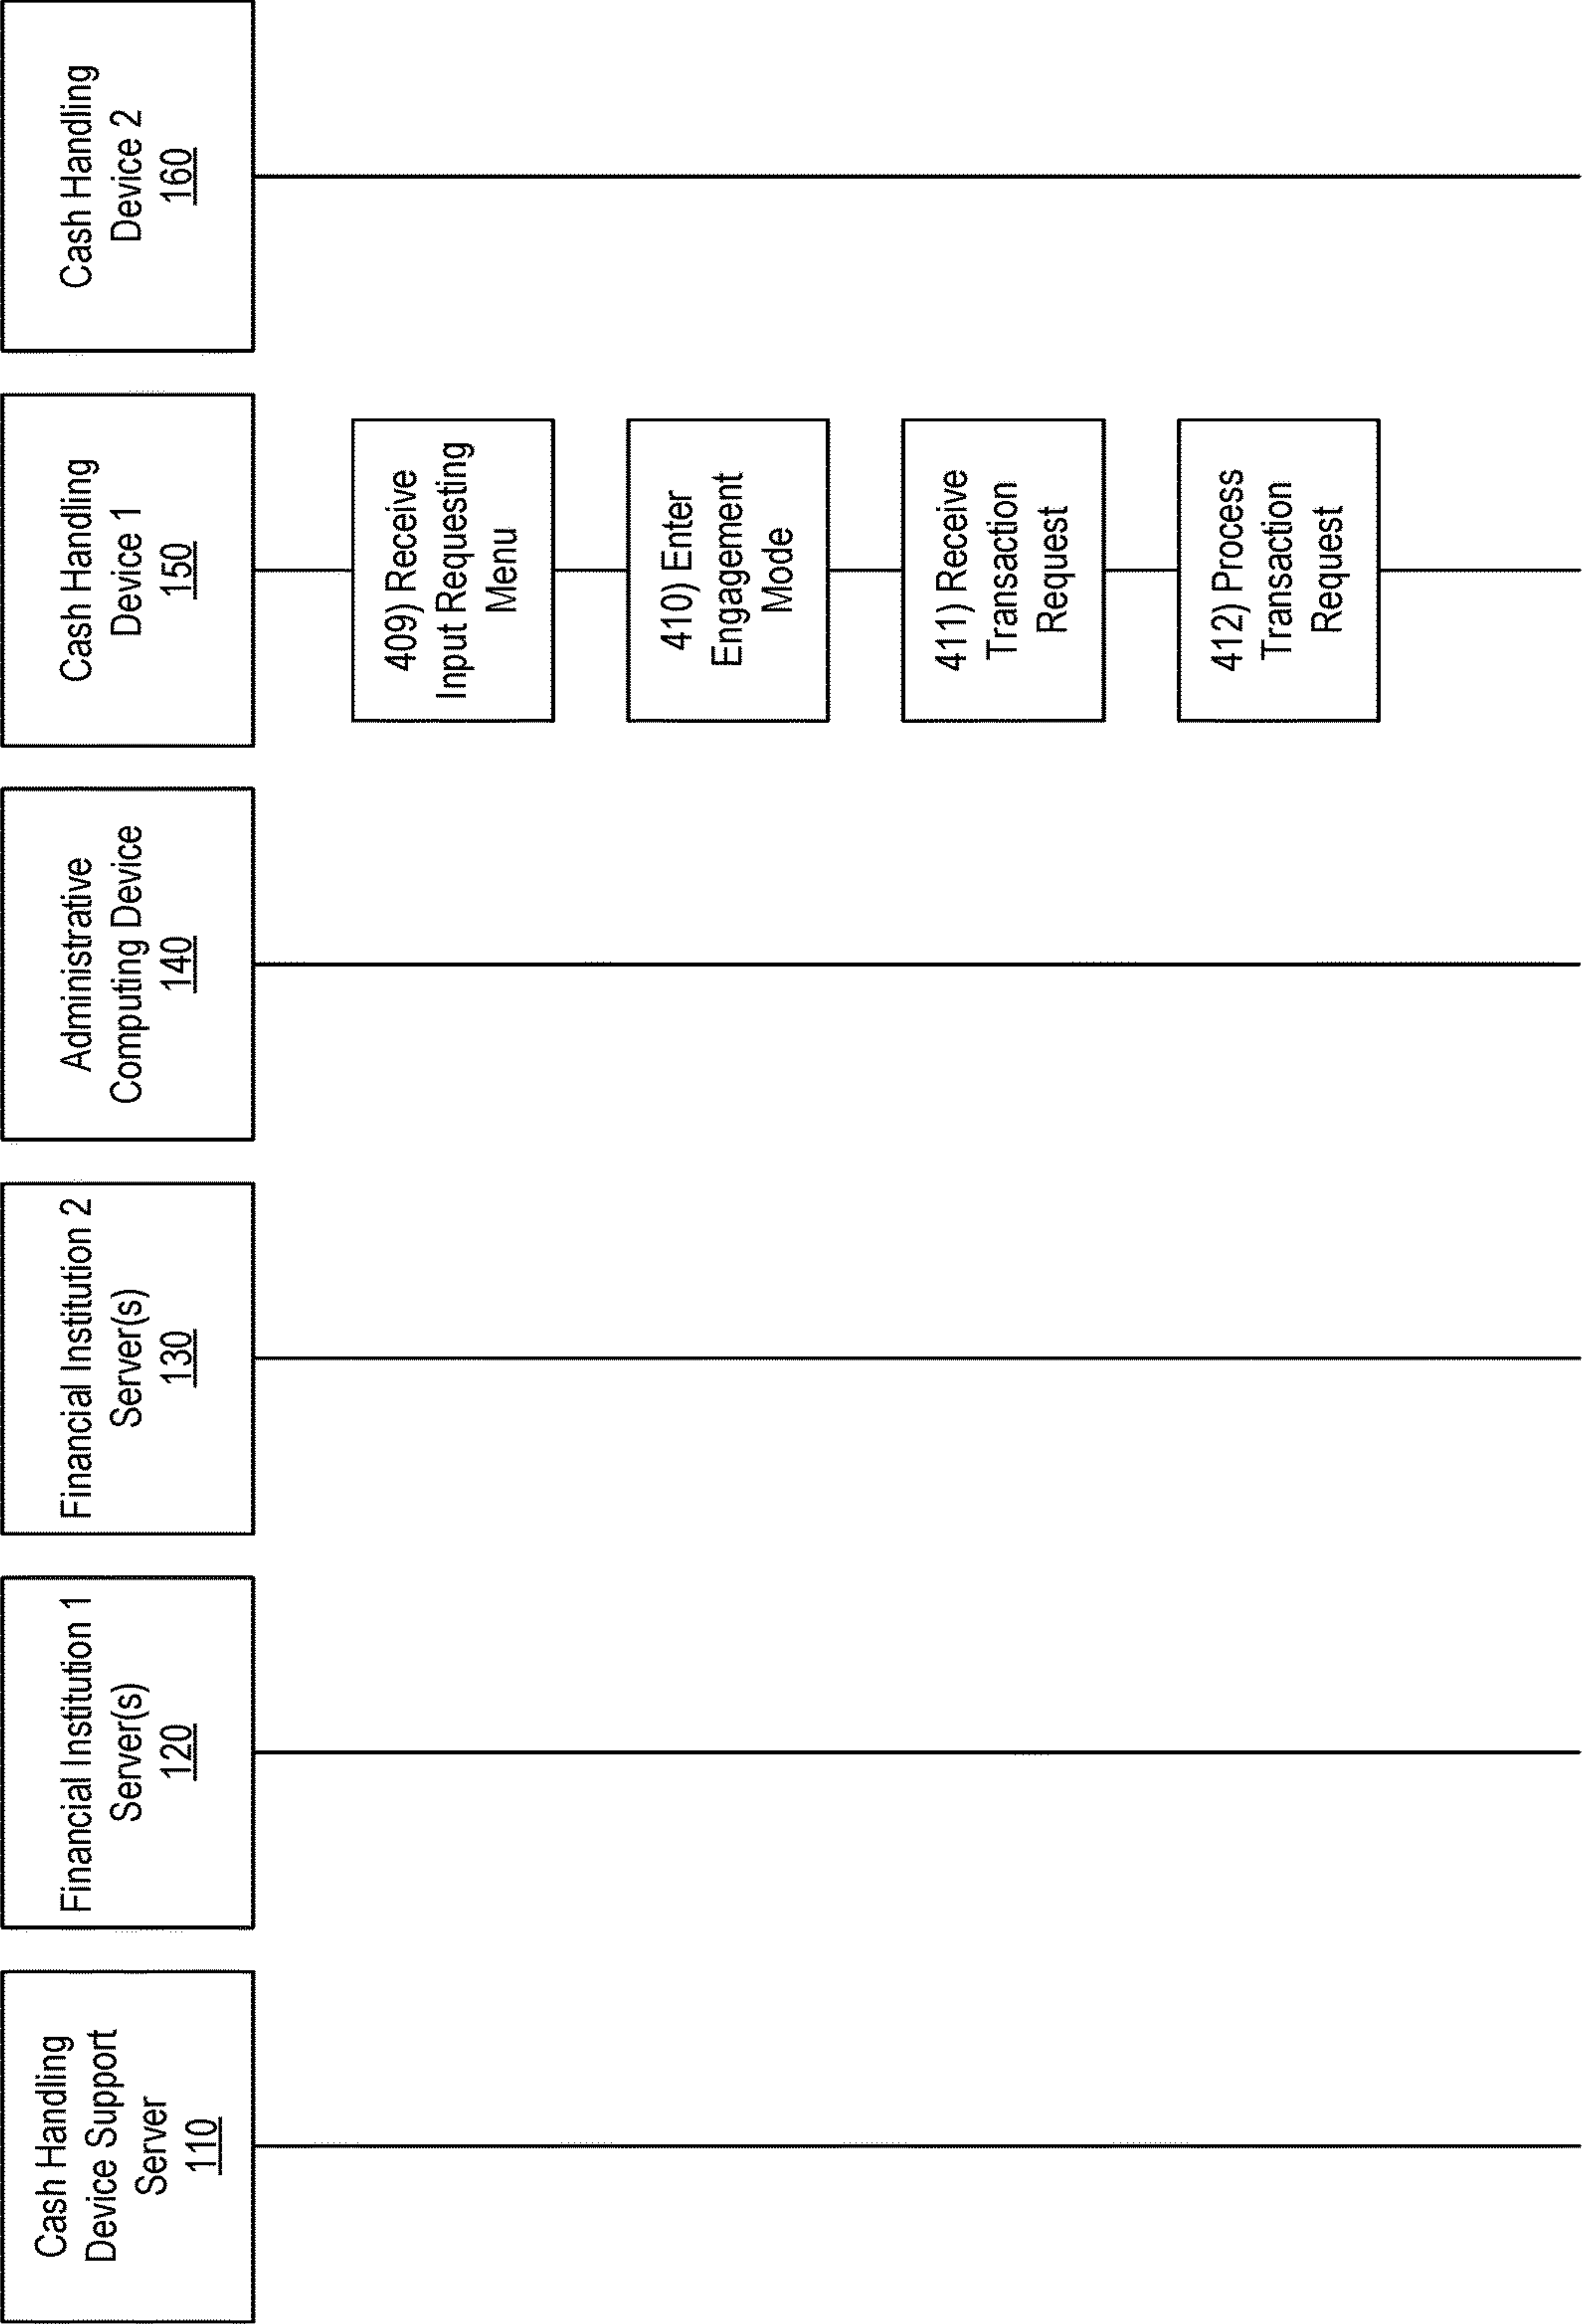 Cash Handling
Device Support
Server
110
Financial Institution 1
Server(s)
120
Financial Institution 2
Server(s)
130
Administrative
Computing Device
140
Cash Handling
Device 1
150
Cash Handling
Device 2
160
409) Receive
Input Requesting
Menu
410) Enter
Engagement
Mode
411) Receive
Transaction
Request
412) Process
Transaction
Request